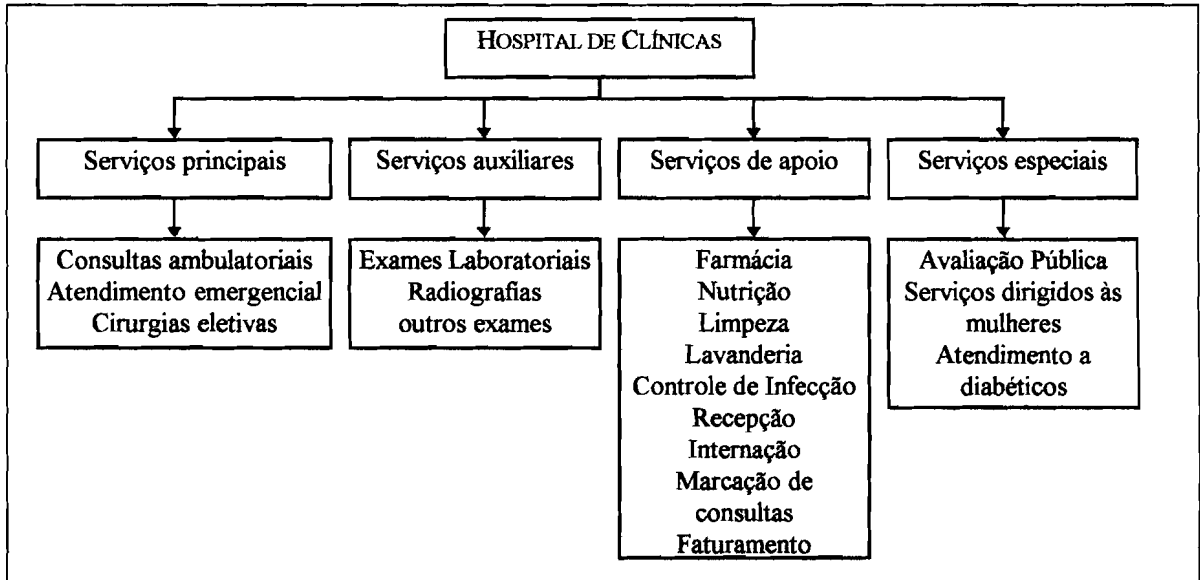 HOSPITAL DE CLÍNICAS
Serviços principais
Consultas ambulatoriais
Atendimento emergencial
Cirurgias eletivas
Serviços auxiliares
Exames Laboratoriais
Radiografias
outros exames
Serviços de apoio
Farmácia
Nutrição
Limpeza
Lavanderia
Controle de Infecção
Recepção
Internação
Marcação de
consultas
Faturamento
Serviços especiais
Avaliação Pública
Serviços dirigidos às
mulheres
Atendimento a
diabéticos